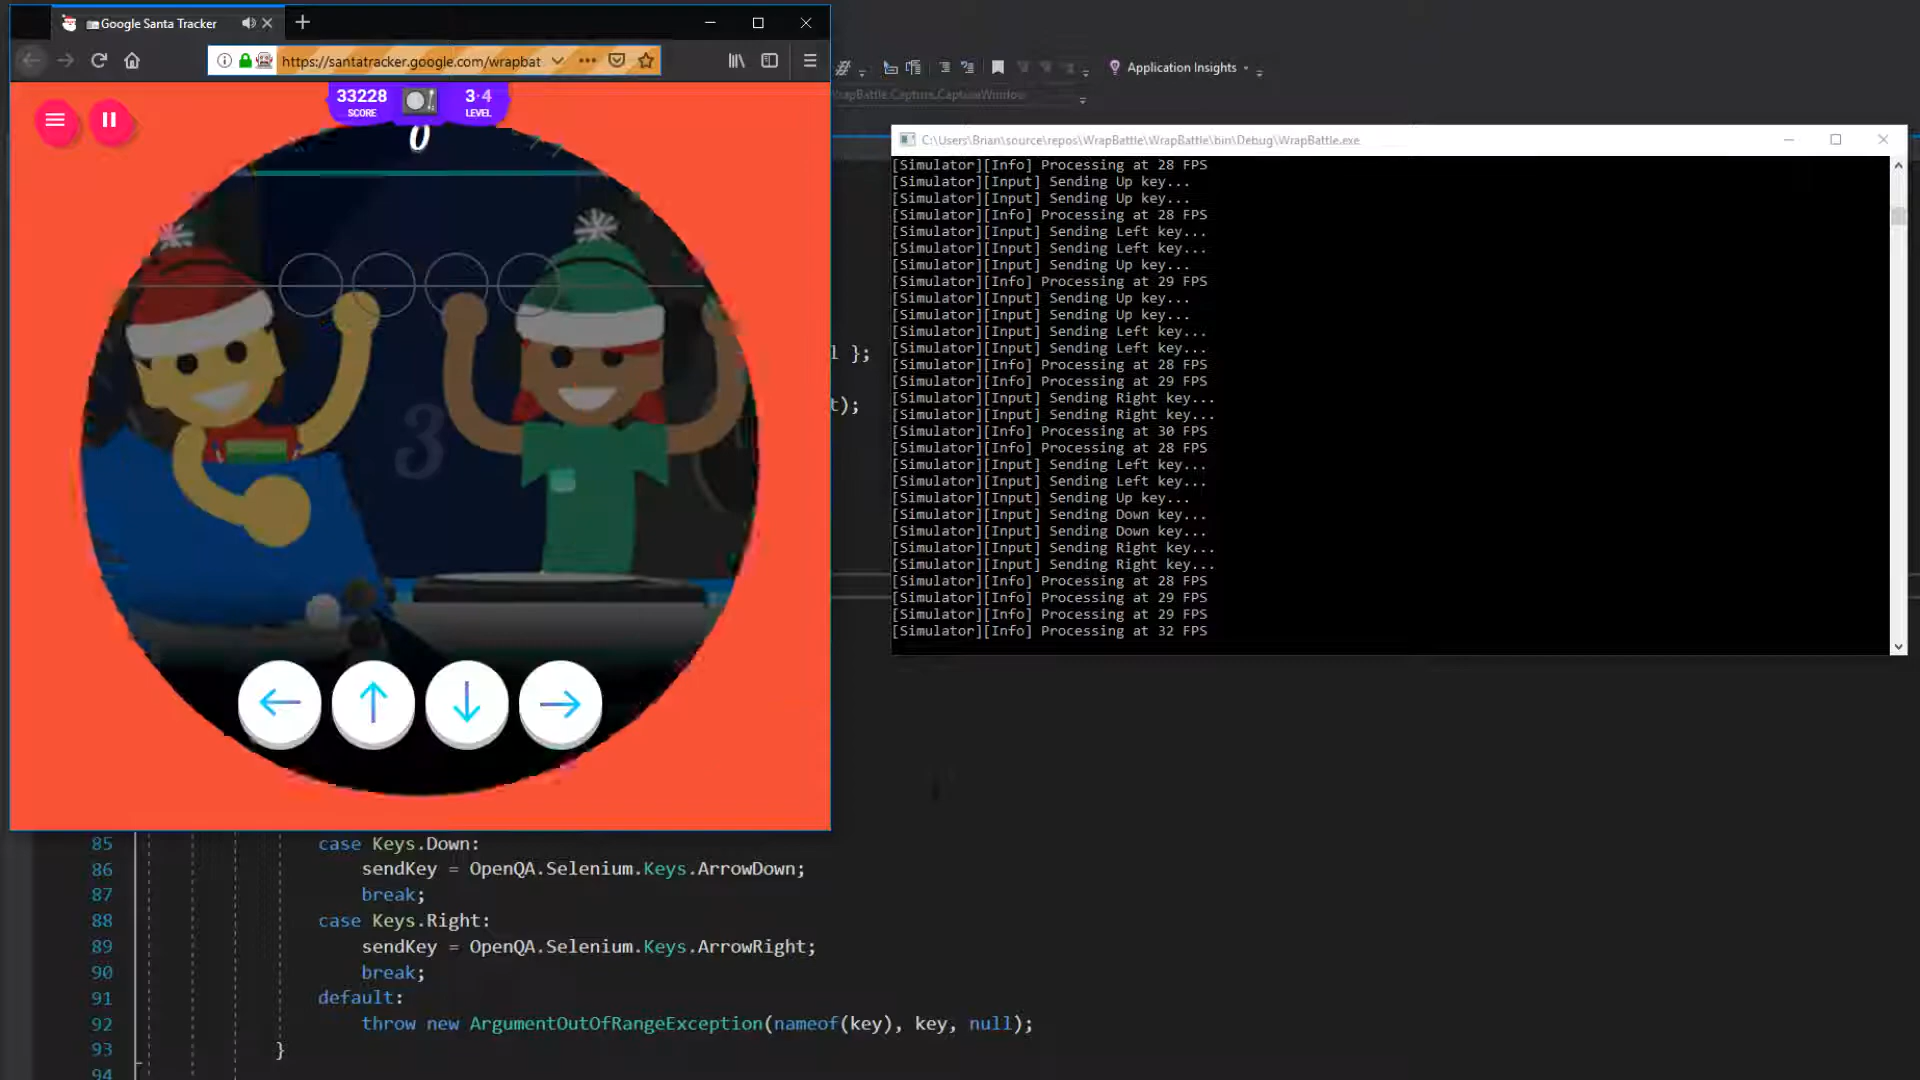 Google Santa Tracker
https://santatracker.google.com/wrapbat
33228
SCORE
3·4
LEVEL
0
3
Application Insights
WrapBattle.Capture.CaptureWindow
l };
t);
C:\Users\Brian\source\repos\WrapBattle\WrapBattle\bin\Debug\WrapBattle.exe
[Simulator][Info] Processing at 28 FPS
[Simulator][Input] Sending Up key...
[Simulator][Input] Sending Up key...
[Simulator][Info] Processing at 28 FPS
[Simulator][Input] Sending Left key...
[Simulator][Input] Sending Left key...
[Simulator][Input] Sending Up key...
[Simulator][Info] Processing at 29 FPS
[Simulator][Input] Sending Up key...
[Simulator][Input] Sending Up key...
[Simulator][Input] Sending Left key...
[Simulator][Input] Sending Left key...
[Simulator][Info] Processing at 28 FPS
[Simulator][Info] Processing at 29 FPS
[Simulator][Input] Sending Right key...
[Simulator][Input] Sending Right key...
[Simulator][Info] Processing at 30 FPS
[Simulator][Info] Processing at 28 FPS
[Simulator][Input] Sending Left key...
[Simulator][Input] Sending Left key...
[Simulator][Input] Sending Up key...
[Simulator][Input] Sending Down key...
[Simulator][Input] Sending Down key...
[Simulator][Input] Sending Right key...
[Simulator][Input] Sending Right key...
[Simulator][Info] Processing at 28 FPS
[Simulator][Info] Processing at 29 FPS
[Simulator][Info] Processing at 29 FPS
[Simulator][Info] Processing at 32 FPS
85 case Keys.Down:
86 sendKey = OpenQA.Selenium.Keys.ArrowDown;
87 break;
88 case Keys.Right:
89 sendKey = OpenQA.Selenium.Keys.ArrowRight;
90 break;
91 default:
92 throw new ArgumentOutOfRangeException(nameof(key), key, null);
93 }
94